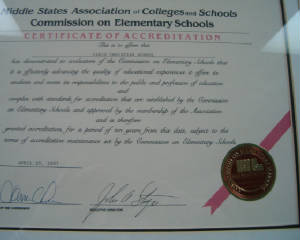 Middle States Association of Colleges and Schools
Commission on Elementary Schools
CERTIFICATE OF ACCREDITATION
This is to affirm that
CHRISTIAN SCHOOL
has demonstrated to evaluators of the Commission on Elementary Schools that
it is efficiently advancing the quality of educational experiences it offers its
students and meets its responsibilities to the public and profession of education
and
complies with standards for accreditation that are established by the Commission
on Elementary Schools and approved by the membership of the Association
and is therefore
granted accreditation for a period of ten years from this date, subject to the
terms of accreditation maintenance set by the Commission on Elementary Schools
EXECUTIVE DIRECTOR